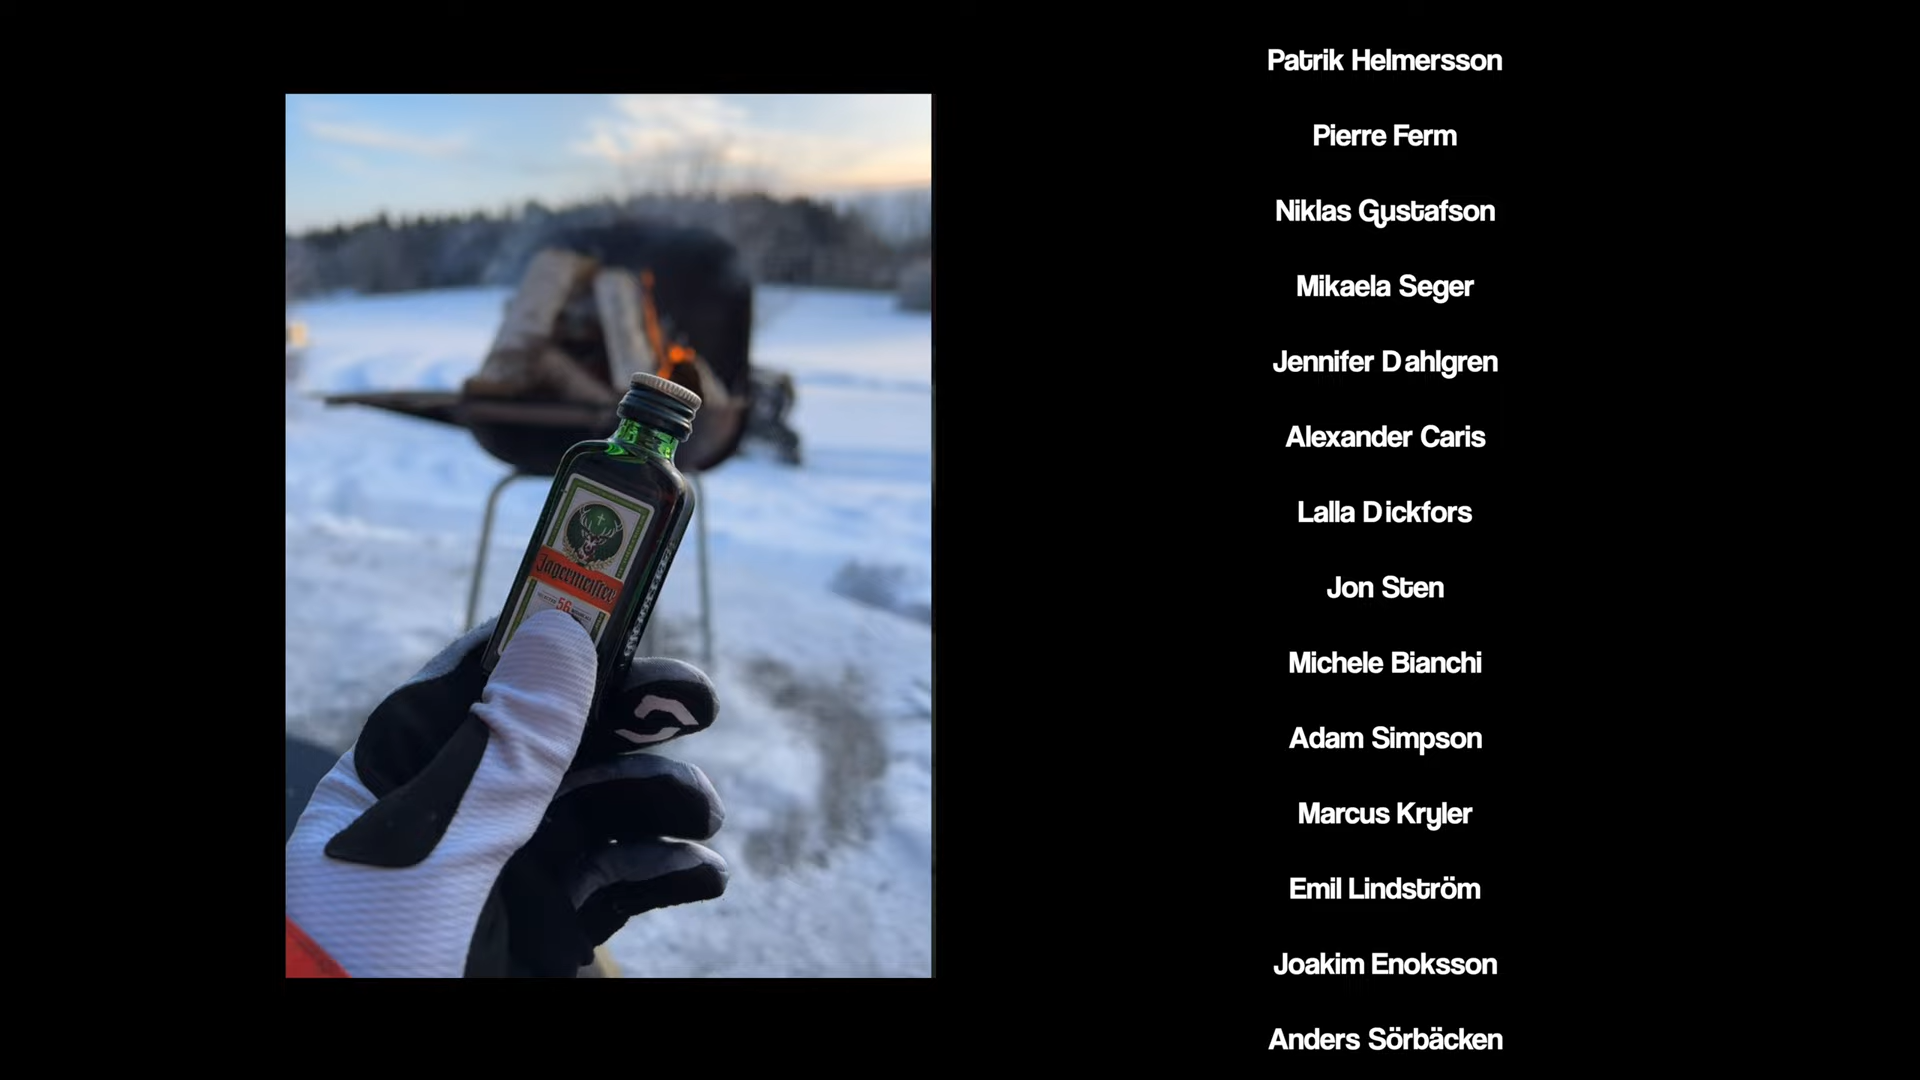 Patrik Helmersson
Pierre Ferm
Niklas Gustafson
Mikaela Seger
Jennifer Dahlgren
Alexander Caris
Lalla Dickfors
Jon Sten
Michele Bianchi
Adam Simpson
Marcus Kryler
Emil Lindström
Joakim Enoksson
Anders Sörbäcken
Jägermeister
56